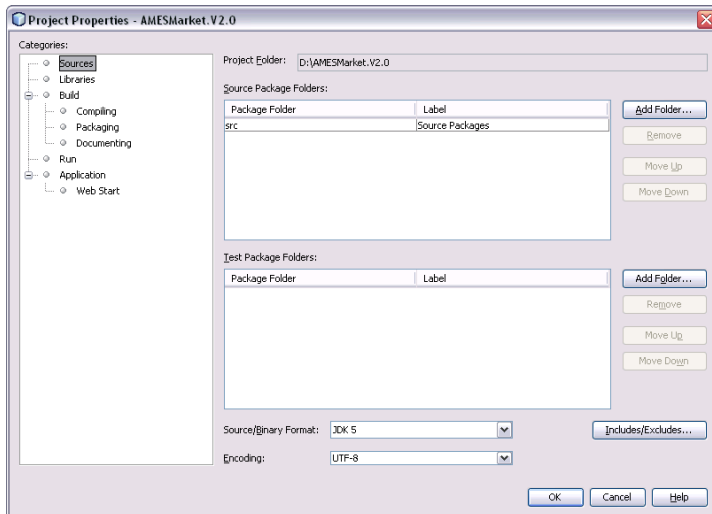 Project Properties - AMESMarket.V2.0
Categories:
Sources
Libraries
Build
Compiling
Packaging
Documenting
Run
Application
Web Start
Project Folder: D:\AMESMarket.V2.0
Source Package Folders:
Package Folder Label
src Source Packages
Add Folder...
Remove
Move Up
Move Down
Test Package Folders:
Package Folder Label
Add Folder...
Remove
Move Up
Move Down
Source/Binary Format: JDK 5
Includes/Excludes...
Encoding: UTF-8
OK Cancel Help